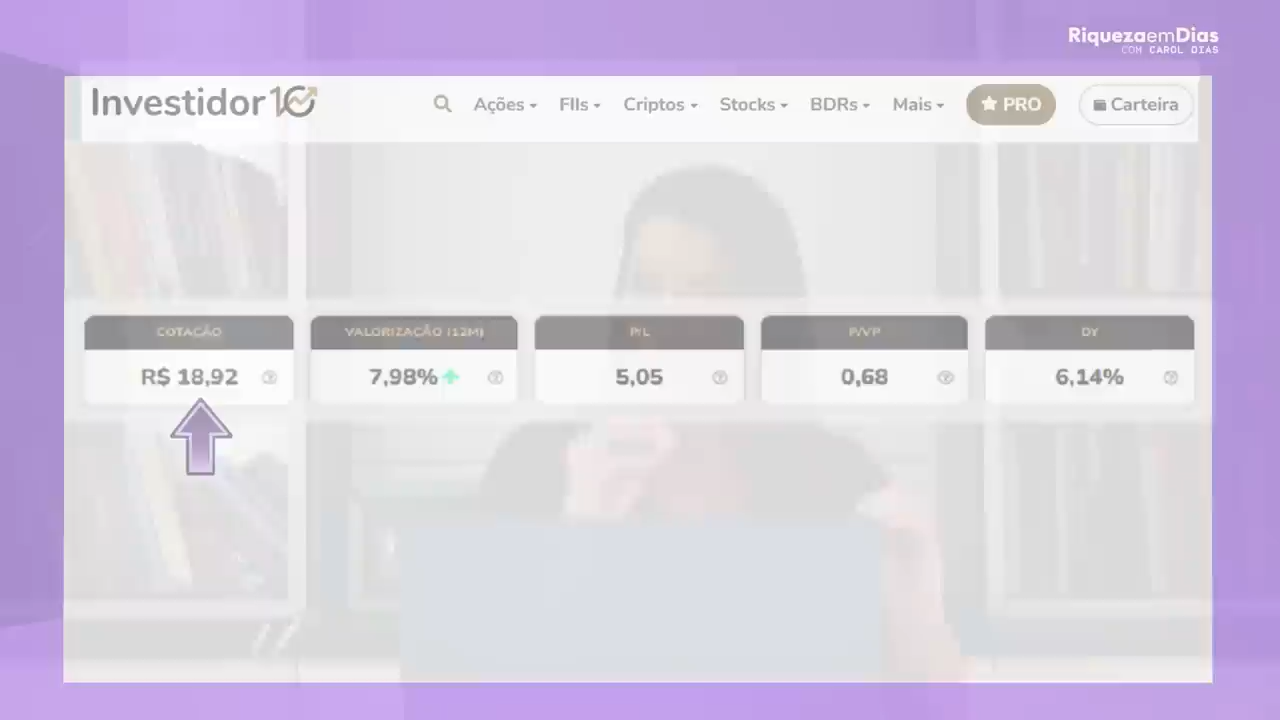 RiquezaemDias
COM CAROL DIAS
Investidor10
Ações FIIs Criptos Stocks BDRs Mais PRO Carteira
COTAÇÃO VALORIZAÇÃO (12M) P/L P/VP DY
R$ 18,92 7,98% 5,05 0,68 6,14%